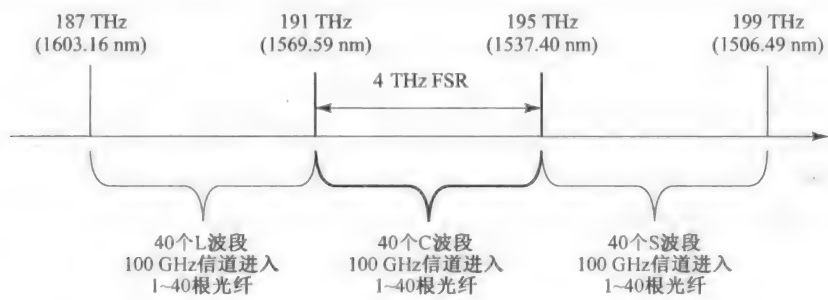 187 THz
(1603.16 nm)
191 THz
(1569.59 nm)
195 THz
(1537.40 nm)
199 THz
(1506.49 nm)
4 THz FSR
40个L波段
100 GHz信道进入
1~40根光纤
40个C波段
100 GHz信道进入
1~40根光纤
40个S波段
100 GHz信道进入
1~40根光纤